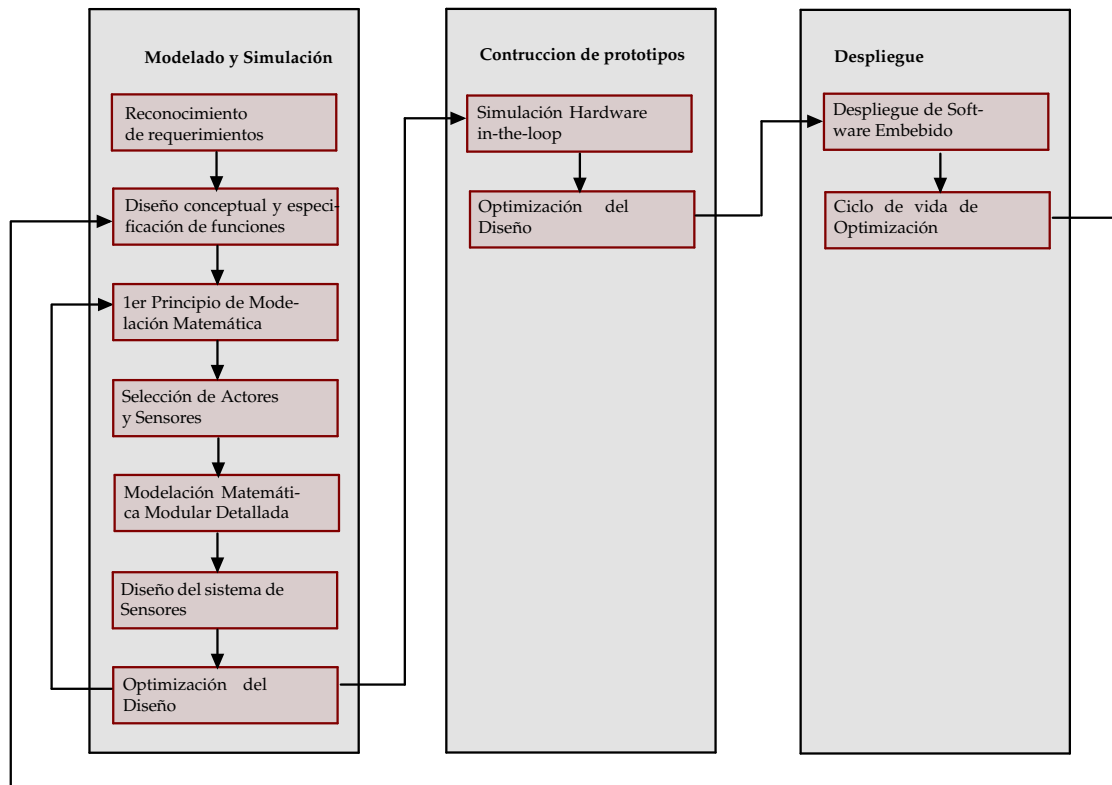 Modelado y Simulación
Reconocimiento
de requerimientos
Diseño conceptual y especi-
ficación de funciones
1er Principio de Mode-
lación Matemática
Selección de Actores
y Sensores
Modelación Matemáti-
ca Modular Detallada
Diseño del sistema de
Sensores
Optimización del
Diseño
Contruccion de prototipos
Simulación Hardware
in-the-loop
Optimización del
Diseño
Despliegue
Despliegue de Soft-
ware Embebido
Ciclo de vida de
Optimización